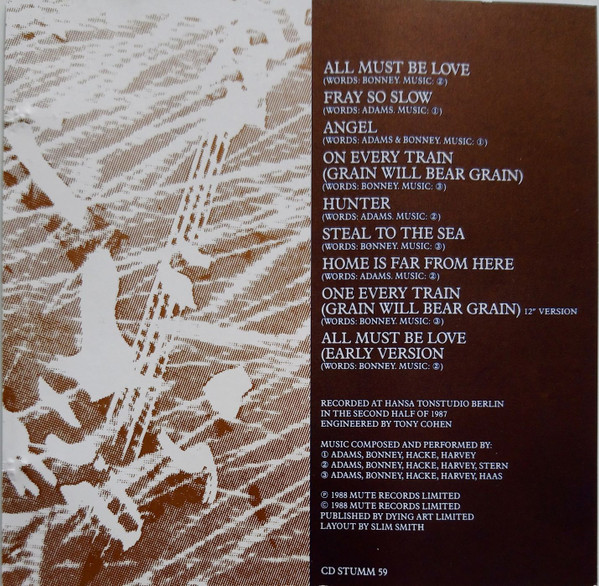 ALL MUST BE LOVE
(WORDS: BONNEY. MUSIC: ②)
FRAY SO SLOW
(WORDS: ADAMS. MUSIC: ①)
ANGEL
(WORDS: ADAMS & BONNEY. MUSIC: ①)
ON EVERY TRAIN
(GRAIN WILL BEAR GRAIN)
(WORDS: BONNEY. MUSIC: ③)
HUNTER
(WORDS: ADAMS. MUSIC: ②)
STEAL TO THE SEA
(WORDS: BONNEY. MUSIC: ③)
HOME IS FAR FROM HERE
(WORDS: ADAMS. MUSIC: ②)
ONE EVERY TRAIN
(GRAIN WILL BEAR GRAIN) 12" VERSION
(WORDS: BONNEY. MUSIC: ③)
ALL MUST BE LOVE
(EARLY VERSION
(WORDS: BONNEY. MUSIC: ②)
RECORDED AT HANSA TONSTUDIO BERLIN
IN THE SECOND HALF OF 1987
ENGINEERED BY TONY COHEN
MUSIC COMPOSED AND PERFORMED BY:
① ADAMS, BONNEY, HACKE, HARVEY
② ADAMS, BONNEY, HACKE, HARVEY, STERN
③ ADAMS, BONNEY, HACKE, HARVEY, HAAS
℗ 1988 MUTE RECORDS LIMITED
© 1988 MUTE RECORDS LIMITED
PUBLISHED BY DYING ART LIMITED
LAYOUT BY SLIM SMITH
CD STUMM 59